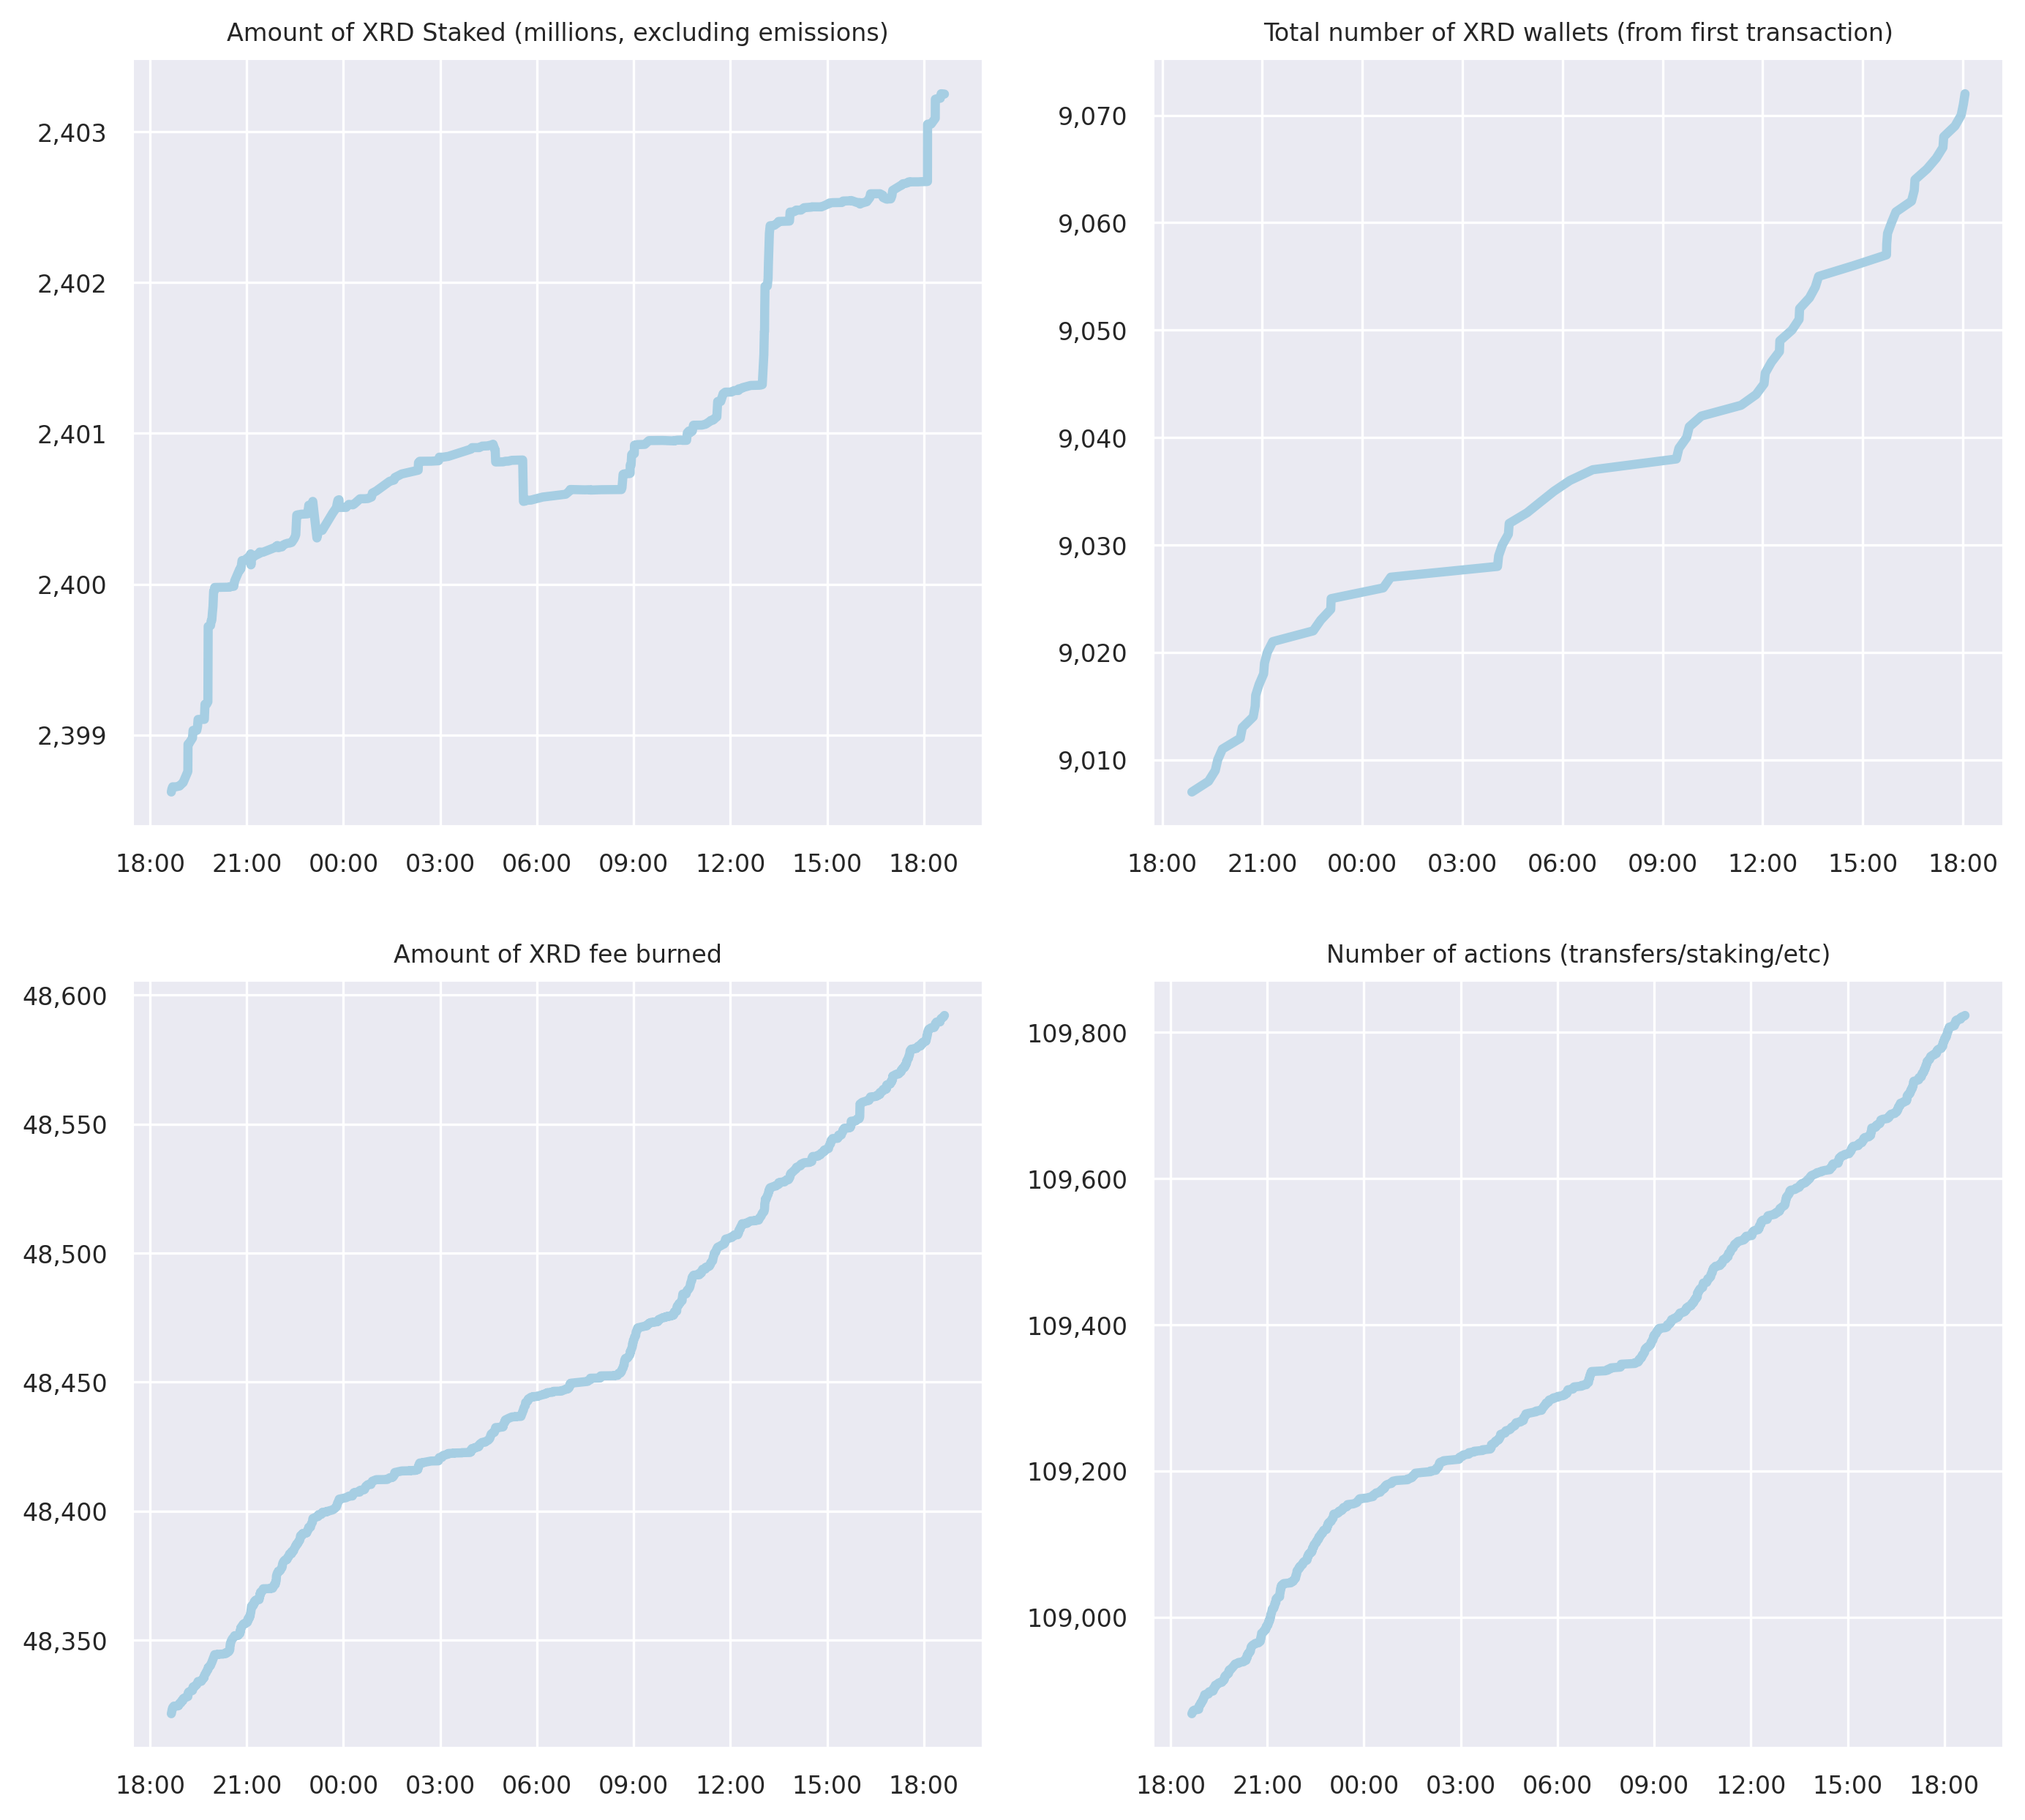 Amount of XRD Staked (millions, excluding emissions)
2,403
2,402
2,401
2,400
2,399
18:00 21:00 00:00 03:00 06:00 09:00 12:00 15:00 18:00
Total number of XRD wallets (from first transaction)
9,070
9,060
9,050
9,040
9,030
9,020
9,010
18:00 21:00 00:00 03:00 06:00 09:00 12:00 15:00 18:00
Amount of XRD fee burned
48,600
48,550
48,500
48,450
48,400
48,350
18:00 21:00 00:00 03:00 06:00 09:00 12:00 15:00 18:00
Number of actions (transfers/staking/etc)
109,800
109,600
109,400
109,200
109,000
18:00 21:00 00:00 03:00 06:00 09:00 12:00 15:00 18:00